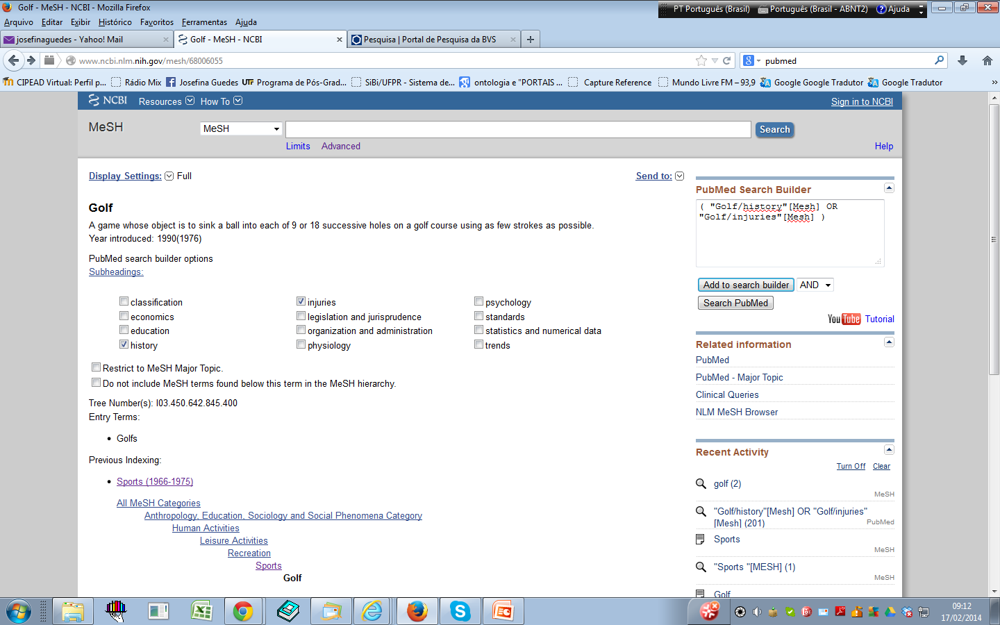 Golf - MeSH - NCBI - Mozilla Firefox
PT Português (Brasil) Português (Brasil - ABNT2) Ajuda
Arquivo Editar Exibir Histórico Favoritos Ferramentas Ajuda
josefinaguedes - Yahoo! Mail
Golf - MeSH - NCBI
Pesquisa | Portal de Pesquisa da BVS
www.ncbi.nlm.nih.gov/mesh/68006055
pubmed
CIPEAD Virtual: Perfil p... Rádio Mix Josefina Guedes Programa de Pós-Grad... SiBi/UFPR - Sistema de... ontologia e "PORTAIS ... Capture Reference Mundo Livre FM – 93,9 Google Google Tradutor Google Tradutor
NCBI Resources How To Sign in to NCBI
MeSH MeSH Search
Limits Advanced Help
Display Settings: Full Send to:
Golf
A game whose object is to sink a ball into each of 9 or 18 successive holes on a golf course using as few strokes as possible.
Year introduced: 1990(1976)
PubMed search builder options
Subheadings:
classification injuries psychology
economics legislation and jurisprudence standards
education organization and administration statistics and numerical data
history physiology trends
Restrict to MeSH Major Topic.
Do not include MeSH terms found below this term in the MeSH hierarchy.
Tree Number(s): I03.450.642.845.400
Entry Terms:
Golfs
Previous Indexing:
Sports (1966-1975)
All MeSH Categories
Anthropology, Education, Sociology and Social Phenomena Category
Human Activities
Leisure Activities
Recreation
Sports
Golf
PubMed Search Builder
( "Golf/history"[Mesh] OR
"Golf/injuries"[Mesh] )
Add to search builder AND
Search PubMed
YouTube Tutorial
Related information
PubMed
PubMed - Major Topic
Clinical Queries
NLM MeSH Browser
Recent Activity
Turn Off Clear
golf (2)
MeSH
"Golf/history"[Mesh] OR "Golf/injuries"
[Mesh] (201) PubMed
Sports
MeSH
"Sports "[MESH] (1)
MeSH
Golf
09:12
17/02/2014